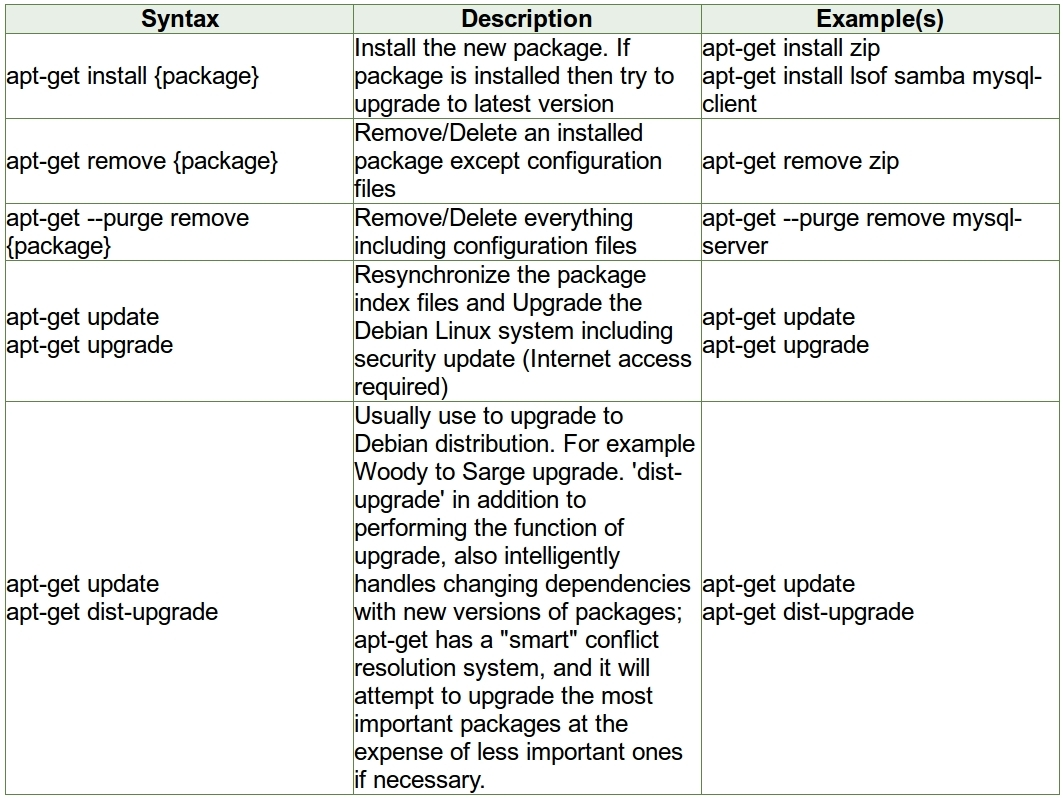 Syntax
Description
Example(s)
apt-get install {package}
Install the new package. If
package is installed then try to
upgrade to latest version
apt-get install zip
apt-get install lsof samba mysql-
client
apt-get remove {package}
Remove/Delete an installed
package except configuration
files
apt-get remove zip
apt-get --purge remove
{package}
Remove/Delete everything
including configuration files
apt-get --purge remove mysql-
server
apt-get update
apt-get upgrade
Resynchronize the package
index files and Upgrade the
Debian Linux system including
security update (Internet access
required)
apt-get update
apt-get upgrade
apt-get update
apt-get dist-upgrade
Usually use to upgrade to
Debian distribution. For example
Woody to Sarge upgrade. 'dist-
upgrade' in addition to
performing the function of
upgrade, also intelligently
handles changing dependencies
with new versions of packages;
apt-get has a "smart" conflict
resolution system, and it will
attempt to upgrade the most
important packages at the
expense of less important ones
if necessary.
apt-get update
apt-get dist-upgrade